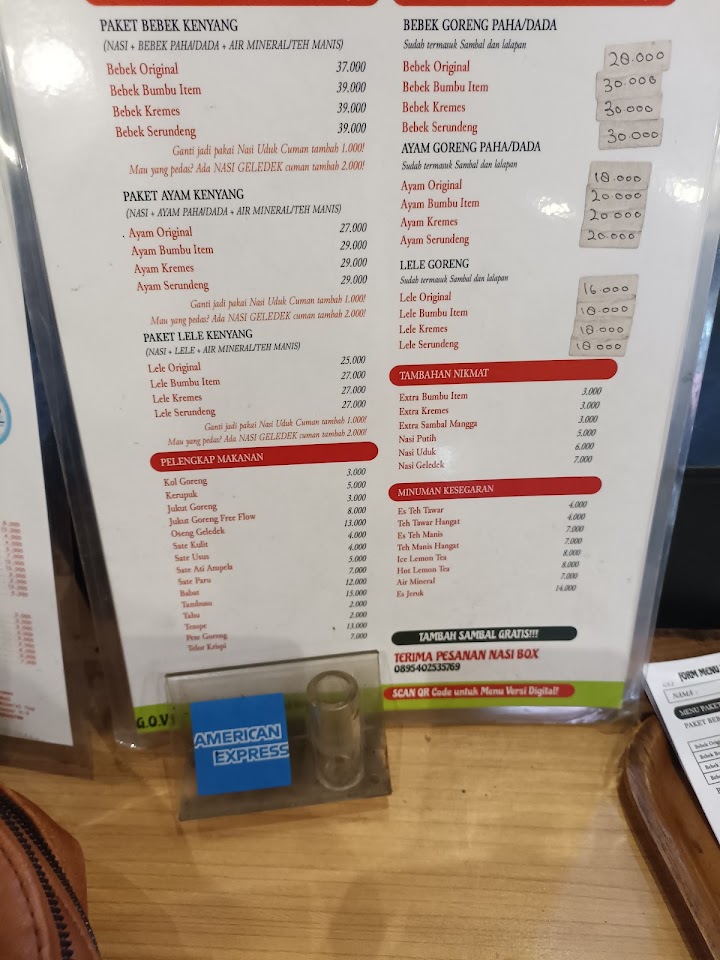 PAKET BEBEK KENYANG
(NASI + BEBEK PAHA/DADA + AIR MINERAL/TEH MANIS)
Bebek Original 37.000
Bebek Bumbu Item 39.000
Bebek Kremes 39.000
Bebek Serundeng 39.000
Ganti jadi pakai Nasi Uduk Cuman tambah 1.000!
Mau yang pedas? Ada NASI GELEDEK cuman tambah 2.000!
PAKET AYAM KENYANG
(NASI + AYAM PAHA/DADA + AIR MINERAL/TEH MANIS)
Ayam Original 27.000
Ayam Bumbu Item 29.000
Ayam Kremes 29.000
Ayam Serundeng 29.000
Ganti jadi pakai Nasi Uduk Cuman tambah 1.000!
Mau yang pedas? Ada NASI GELEDEK cuman tambah 2.000!
PAKET LELE KENYANG
(NASI + LELE + AIR MINERAL/TEH MANIS)
Lele Original 25.000
Lele Bumbu Item 27.000
Lele Kremes 27.000
Lele Serundeng 27.000
Ganti jadi pakai Nasi Uduk Cuman tambah 1.000!
Mau yang pedas? Ada NASI GELEDEK cuman tambah 2.000!
PELENGKAP MAKANAN
Kol Goreng 3.000
Kerupuk 5.000
Jukut Goreng 3.000
Jukut Goreng Free Flow 8.000
Oseng Geledek 13.000
Sate Kulit 4.000
Sate Usus 4.000
Sate Ati Ampela 5.000
Sate Paru 7.000
Babat 12.000
Tambusu 15.000
Tahu 2.000
Tempe 2.000
Pete Goreng 13.000
Telor Krispi 7.000
BEBEK GORENG PAHA/DADA
Sudah termasuk Sambal dan lalapan
Bebek Original 28.000
Bebek Bumbu Item 30.000
Bebek Kremes 30.000
Bebek Serundeng 30.000
AYAM GORENG PAHA/DADA
Sudah termasuk Sambal dan lalapan
Ayam Original 18.000
Ayam Bumbu Item 20.000
Ayam Kremes 20.000
Ayam Serundeng 20.000
LELE GORENG
Sudah termasuk Sambal dan lalapan
Lele Original 16.000
Lele Bumbu Item 18.000
Lele Kremes 18.000
Lele Serundeng 18.000
TAMBAHAN NIKMAT
Extra Bumbu Item 3.000
Extra Kremes 3.000
Extra Sambal Mangga 3.000
Nasi Putih 5.000
Nasi Uduk 6.000
Nasi Geledek 7.000
MINUMAN KESEGARAN
Es Teh Tawar 4.000
Teh Tawar Hangat 4.000
Es Teh Manis 7.000
Teh Manis Hangat 7.000
Ice Lemon Tea 8.000
Hot Lemon Tea 8.000
Air Mineral 7.000
Es Jeruk 14.000
TAMBAH SAMBAL GRATIS!!!
TERIMA PESANAN NASI BOX
0895402535769
SCAN QR Code untuk Menu Versi Digital!
G.O.V
AMERICAN
EXPRESS
FORM MENU
NAMA :
MENU PAKET